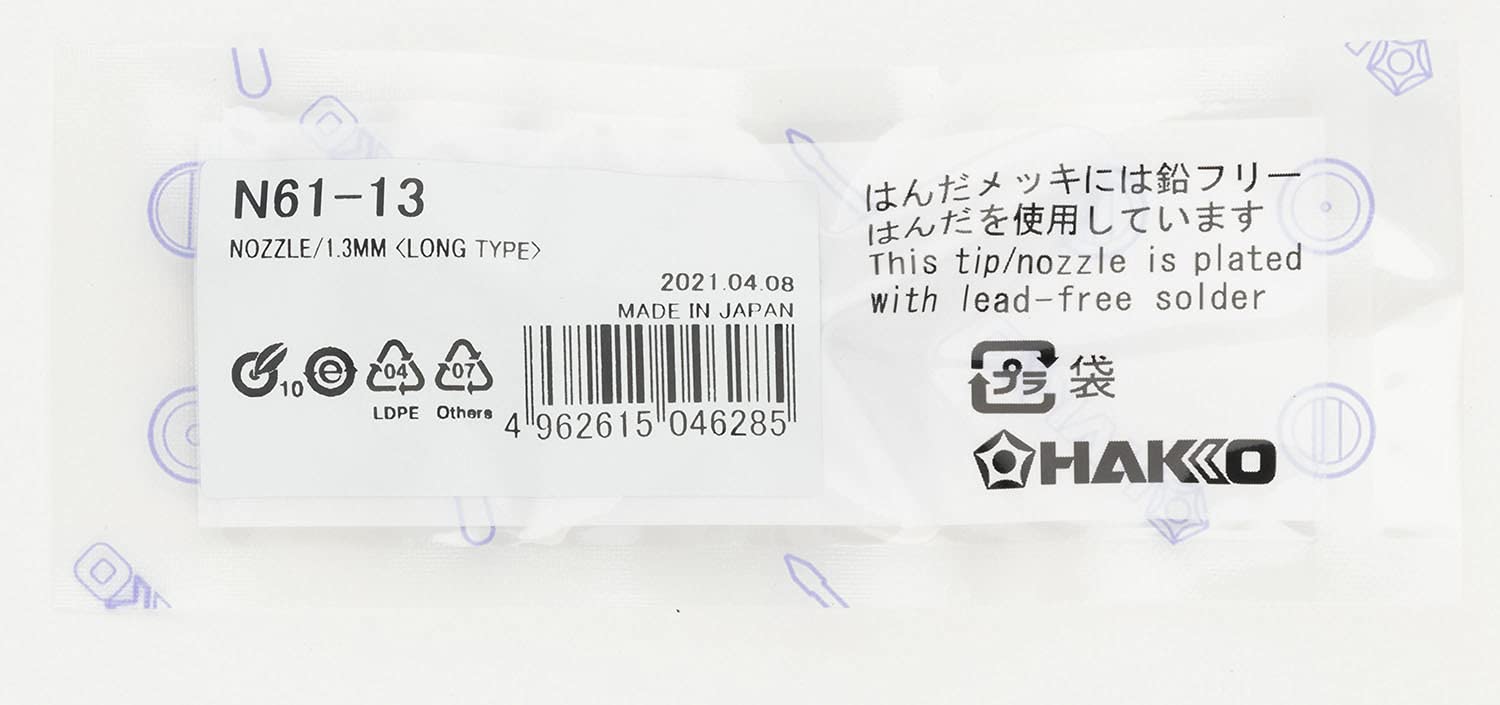 N61-13
NOZZLE/1.3MM <LONG TYPE>
2021.04.08
MADE IN JAPAN
10
e
04
LDPE
07
Others
4 962615 046285
はんだメッキには鉛フリー
はんだを使用しています
This tip/nozzle is plated
with lead-free solder
プラ 袋
HAKKO